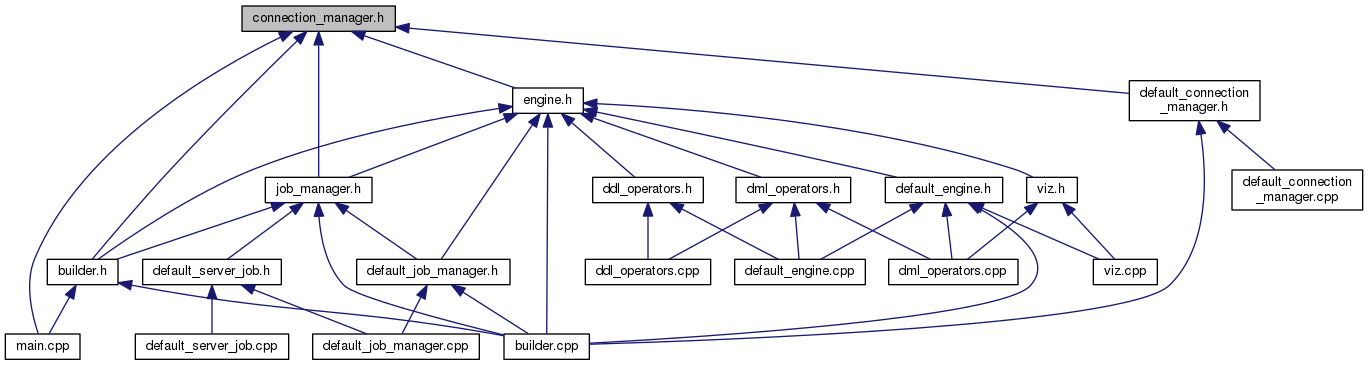 connection_manager.h
engine.h
default_connection
_manager.h
job_manager.h
ddl_operators.h
dml_operators.h
default_engine.h
viz.h
default_connection
_manager.cpp
builder.h
default_server_job.h
default_job_manager.h
ddl_operators.cpp
default_engine.cpp
dml_operators.cpp
viz.cpp
main.cpp
default_server_job.cpp
default_job_manager.cpp
builder.cpp